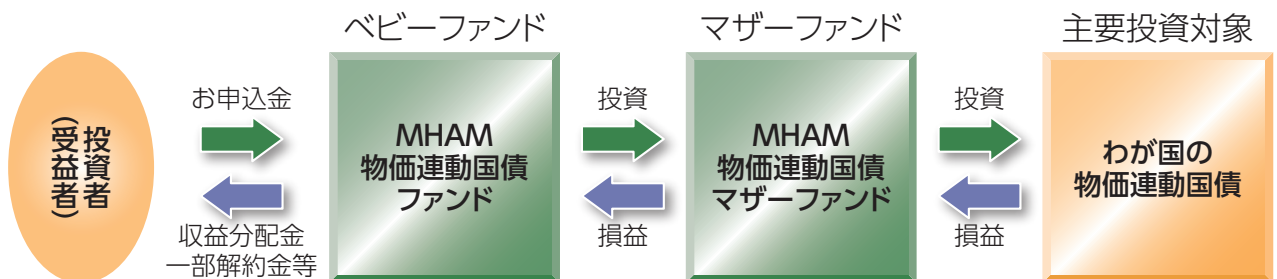 ベビーファンド
マザーファンド
主要投資対象
投資者
(受益者)
お申込金
収益分配金
一部解約金等
MHAM
物価連動国債
ファンド
投資
損益
MHAM
物価連動国債
マザーファンド
投資
損益
わが国の
物価連動国債